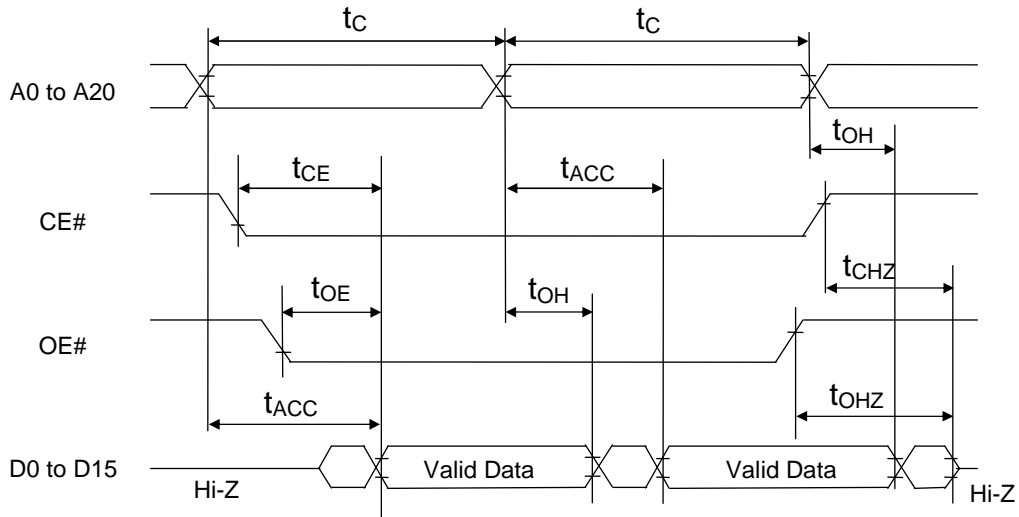 tC tC
A0 to A20
tOH
tCE tACC
CE#
tCHZ
tOE tOH
OE#
tACC tOHZ
D0 to D15 Valid Data Valid Data
Hi-Z Hi-Z